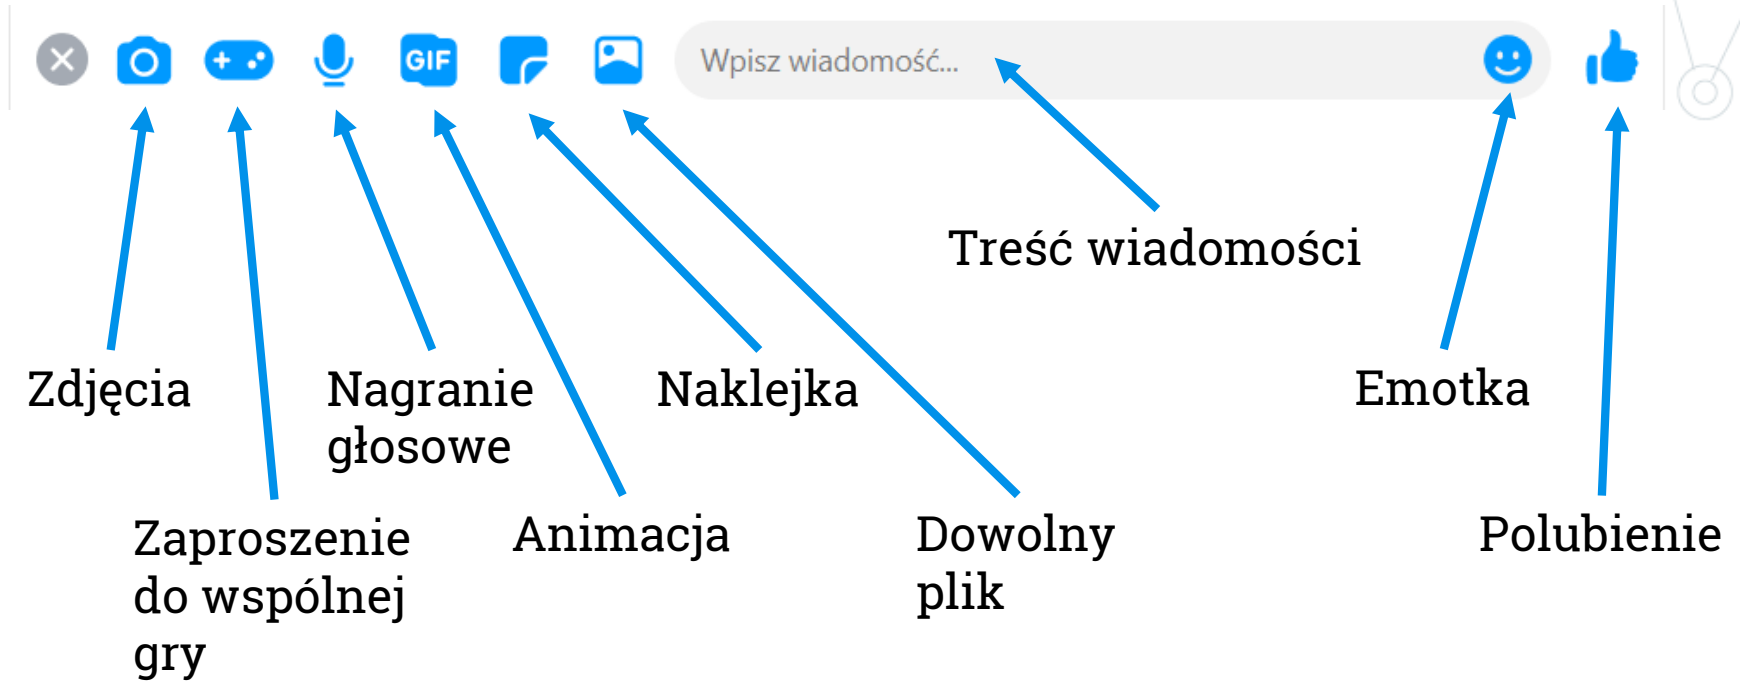 GIF
Wpisz wiadomość...
Treść wiadomości
Zdjęcia
Nagranie
głosowe
Naklejka
Emotka
Zaproszenie
do wspólnej
gry
Animacja
Dowolny
plik
Polubienie